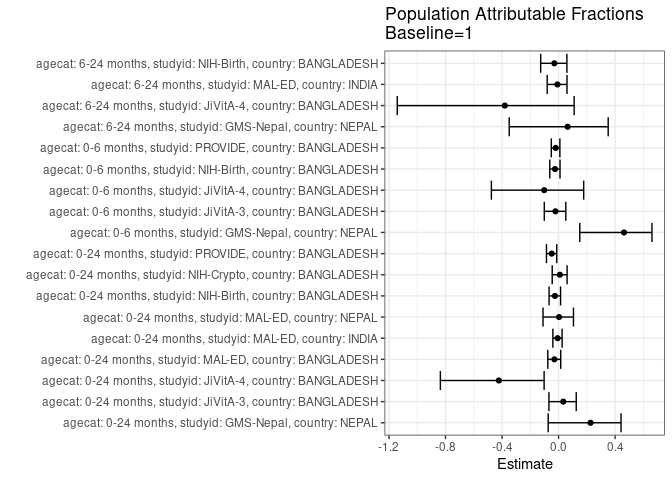 Population Attributable Fractions
Baseline=1
agecat: 6-24 months, studyid: NIH-Birth, country: BANGLADESH
agecat: 6-24 months, studyid: MAL-ED, country: INDIA
agecat: 6-24 months, studyid: JiVitA-4, country: BANGLADESH
agecat: 6-24 months, studyid: GMS-Nepal, country: NEPAL
agecat: 0-6 months, studyid: PROVIDE, country: BANGLADESH
agecat: 0-6 months, studyid: NIH-Birth, country: BANGLADESH
agecat: 0-6 months, studyid: JiVitA-4, country: BANGLADESH
agecat: 0-6 months, studyid: JiVitA-3, country: BANGLADESH
agecat: 0-6 months, studyid: GMS-Nepal, country: NEPAL
agecat: 0-24 months, studyid: PROVIDE, country: BANGLADESH
agecat: 0-24 months, studyid: NIH-Crypto, country: BANGLADESH
agecat: 0-24 months, studyid: NIH-Birth, country: BANGLADESH
agecat: 0-24 months, studyid: MAL-ED, country: NEPAL
agecat: 0-24 months, studyid: MAL-ED, country: INDIA
agecat: 0-24 months, studyid: MAL-ED, country: BANGLADESH
agecat: 0-24 months, studyid: JiVitA-4, country: BANGLADESH
agecat: 0-24 months, studyid: JiVitA-3, country: BANGLADESH
agecat: 0-24 months, studyid: GMS-Nepal, country: NEPAL
-1.2 -0.8 -0.4 0.0 0.4
Estimate